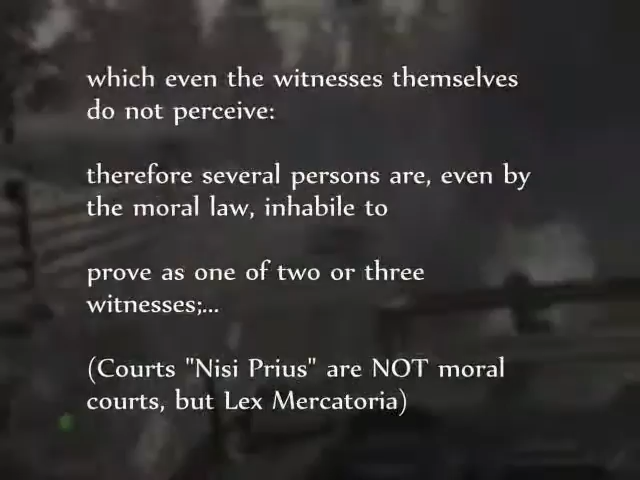 which even the witnesses themselves
do not perceive:
therefore several persons are, even by
the moral law, inhabile to
prove as one of two or three
witnesses;...
(Courts "Nisi Prius" are NOT moral
courts, but Lex Mercatoria)